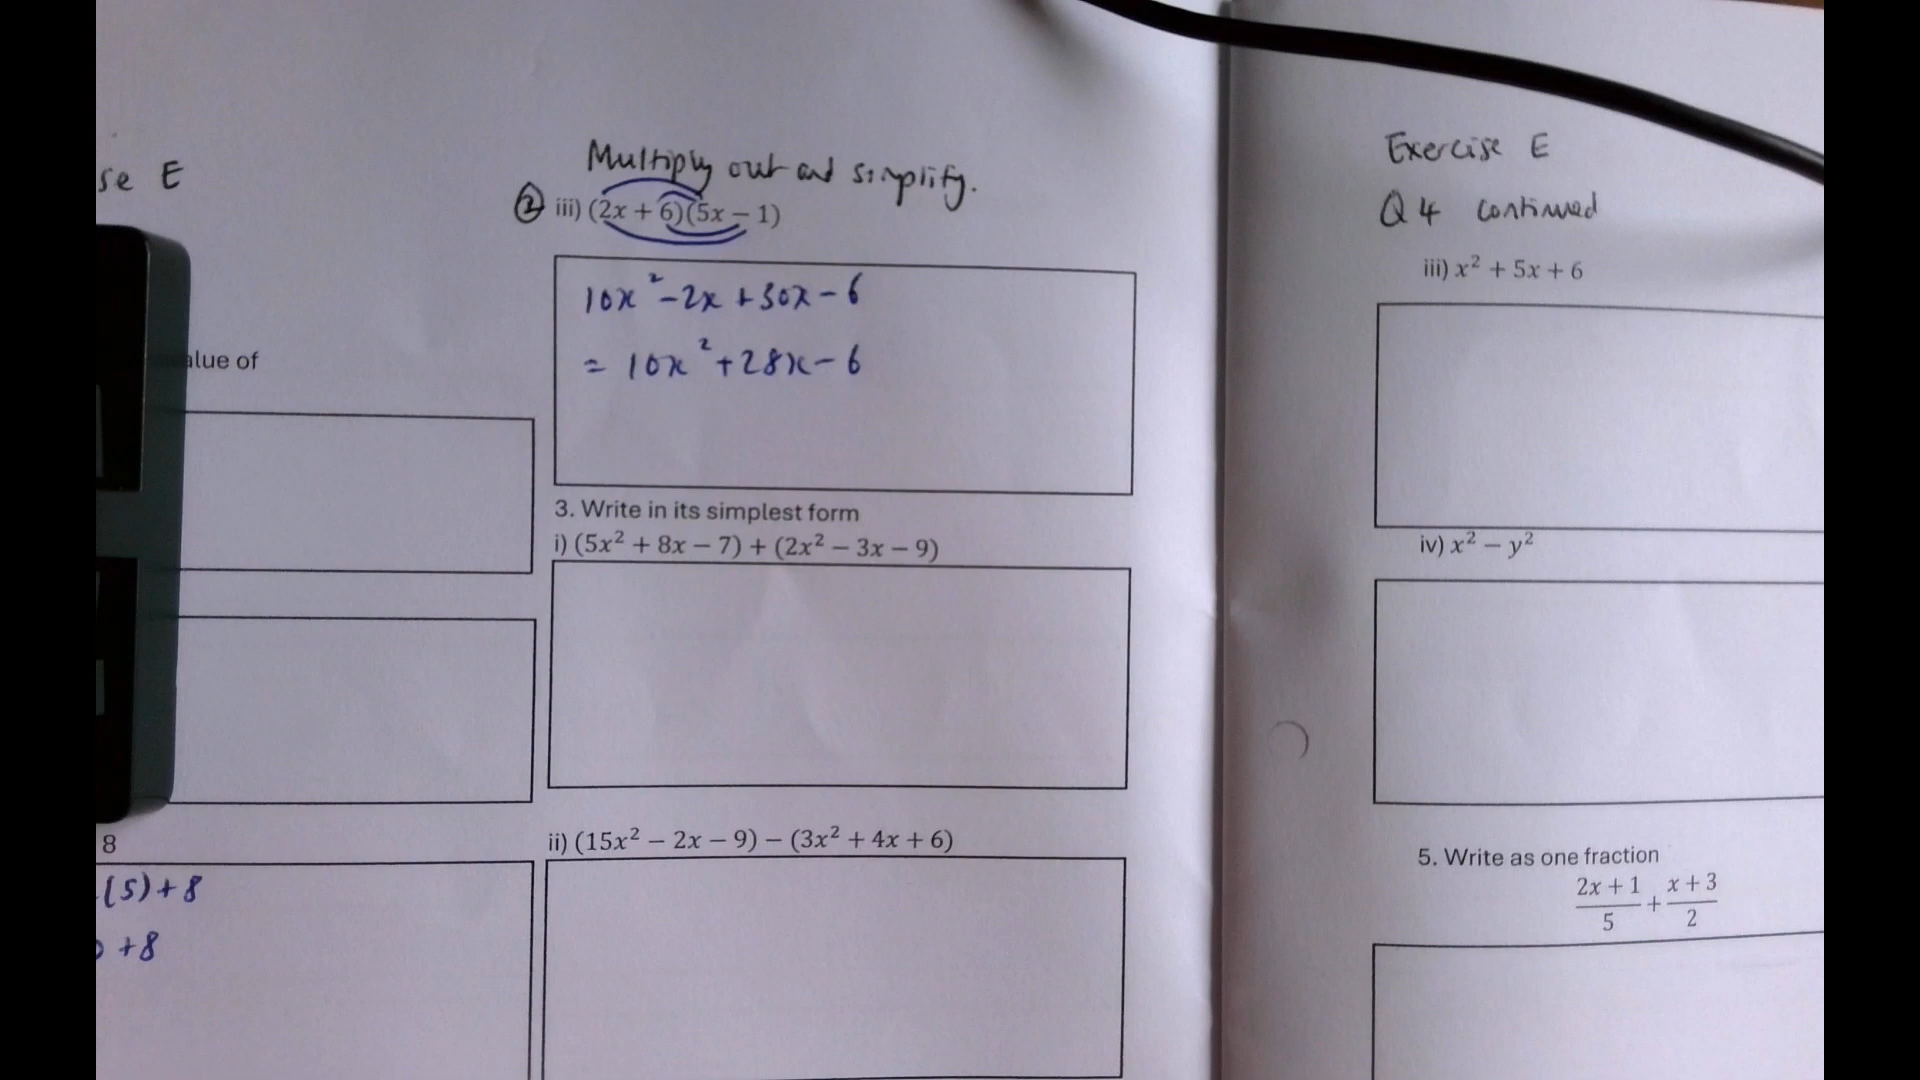 se E
alue of
8
(5)+8
+8
Multiply out and simplify.
② iii) (2x + 6)(5x − 1)
10x² − 2x + 30x − 6
= 10x² + 28x − 6
3. Write in its simplest form
i) (5x² + 8x − 7) + (2x² − 3x − 9)
ii) (15x² − 2x − 9) − (3x² + 4x + 6)
Exercise E
Q4 continued
iii) x² + 5x + 6
iv) x² − y²
5. Write as one fraction
(2x + 1)/5 + (x + 3)/2